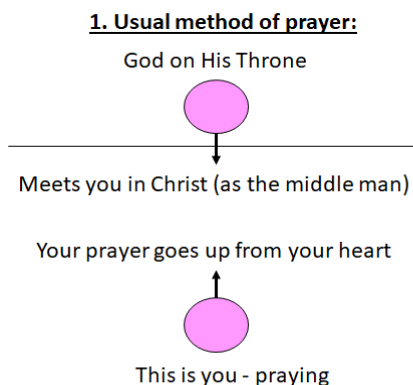 1. Usual method of prayer:
God on His Throne
Meets you in Christ (as the middle man)
Your prayer goes up from your heart
This is you - praying